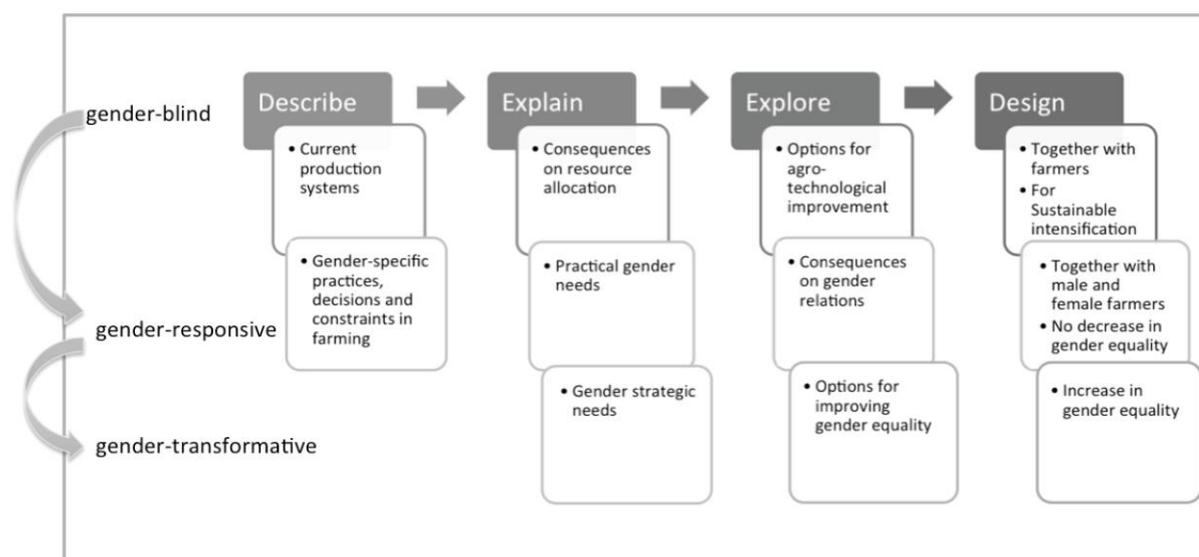 gender-blind
gender-responsive
gender-transformative
Describe
• Current
production
systems
• Gender-specific
practices,
decisions and
constraints in
farming
Explain
• Consequences
on resource
allocation
• Practical gender
needs
• Gender strategic
needs
Explore
• Options for
agro-
technological
improvement
• Consequences
on gender
relations
• Options for
improving
gender equality
Design
• Together with
farmers
• For
Sustainable
intensification
• Together with
male and
female farmers
• No decrease in
gender equality
• Increase in
gender equality